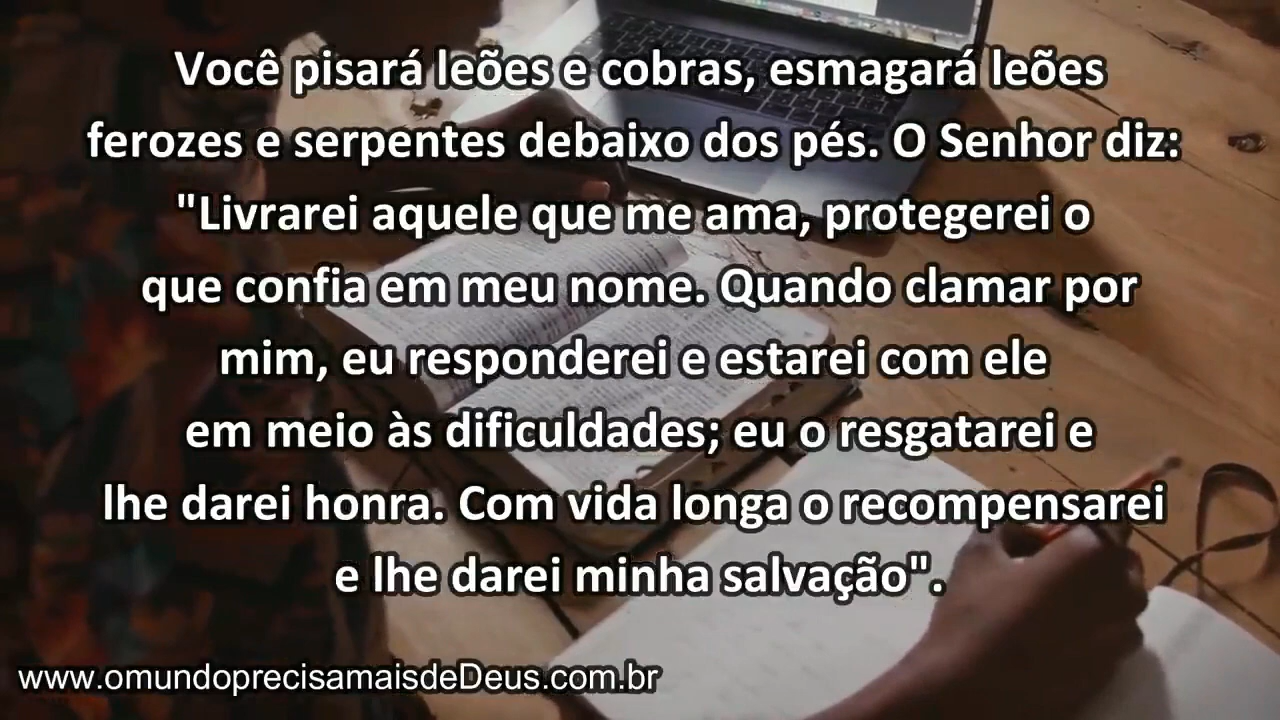 Você pisará leões e cobras, esmagará leões
ferozes e serpentes debaixo dos pés. O Senhor diz:
"Livrarei aquele que me ama, protegerei o
que confia em meu nome. Quando clamar por
mim, eu responderei e estarei com ele
em meio às dificuldades; eu o resgatarei e
lhe darei honra. Com vida longa o recompensarei
e lhe darei minha salvação".
www.omundoprecisamaisdeDeus.com.br